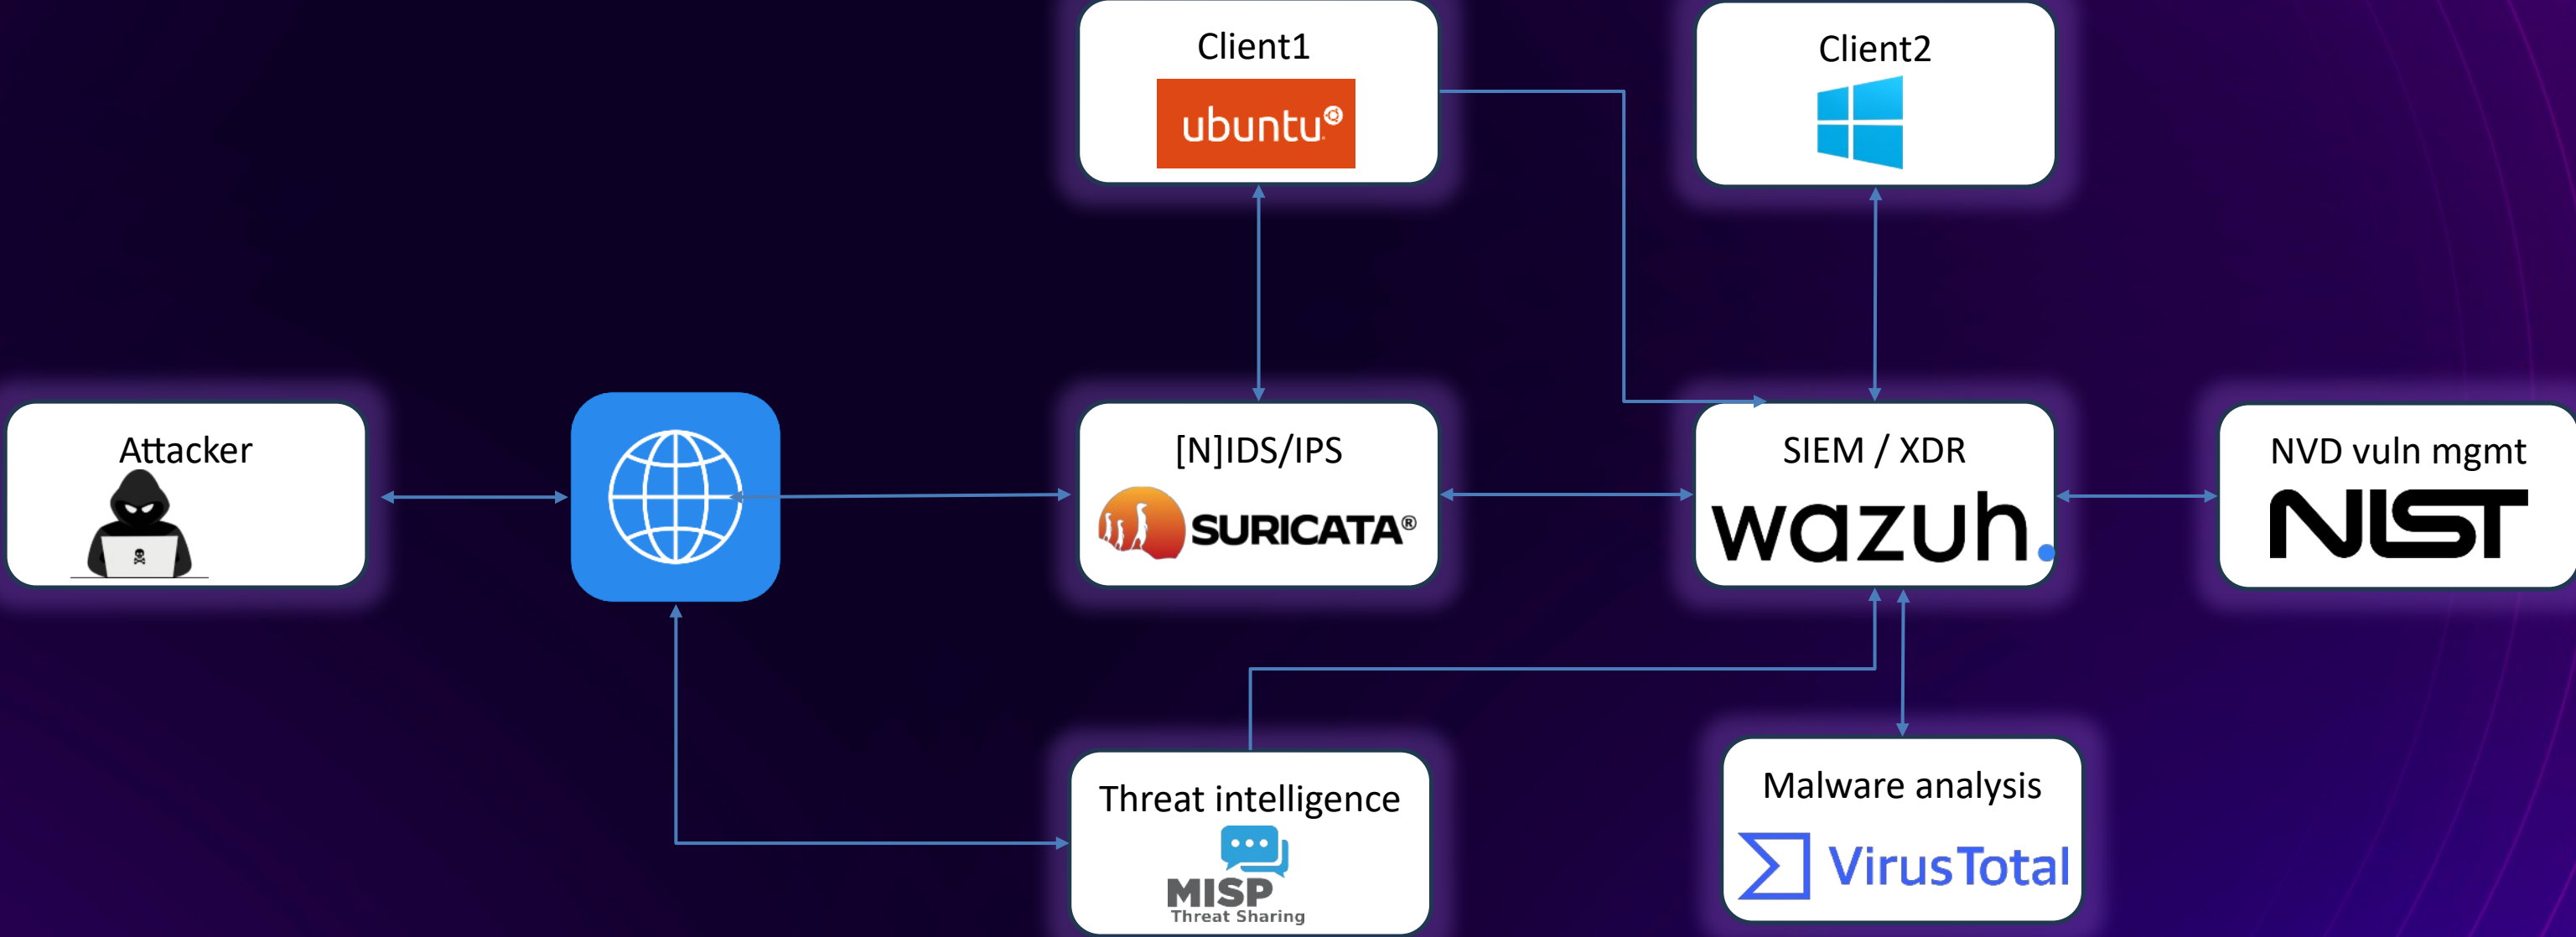 Client1
ubuntu
Client2
Attacker
[N]IDS/IPS
SURICATA®
SIEM / XDR
wazuh.
NVD vuln mgmt
NIST
Threat intelligence
MISP
Threat Sharing
Malware analysis
VirusTotal